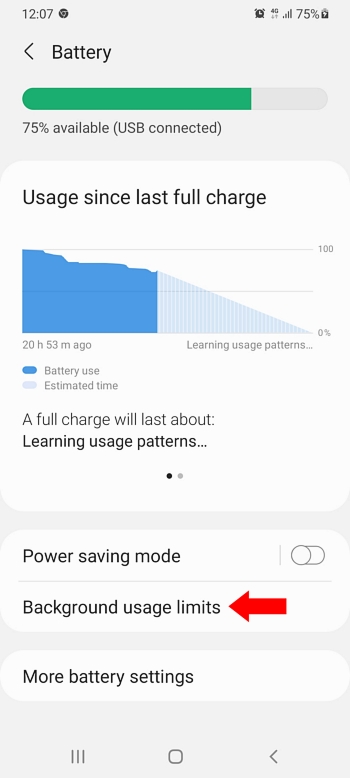 12:07
4G
75%
Battery
75% available (USB connected)
Usage since last full charge
100
0%
20 h 53 m ago
Learning usage patterns...
Battery use
Estimated time
A full charge will last about:
Learning usage patterns...
Power saving mode
Background usage limits
More battery settings